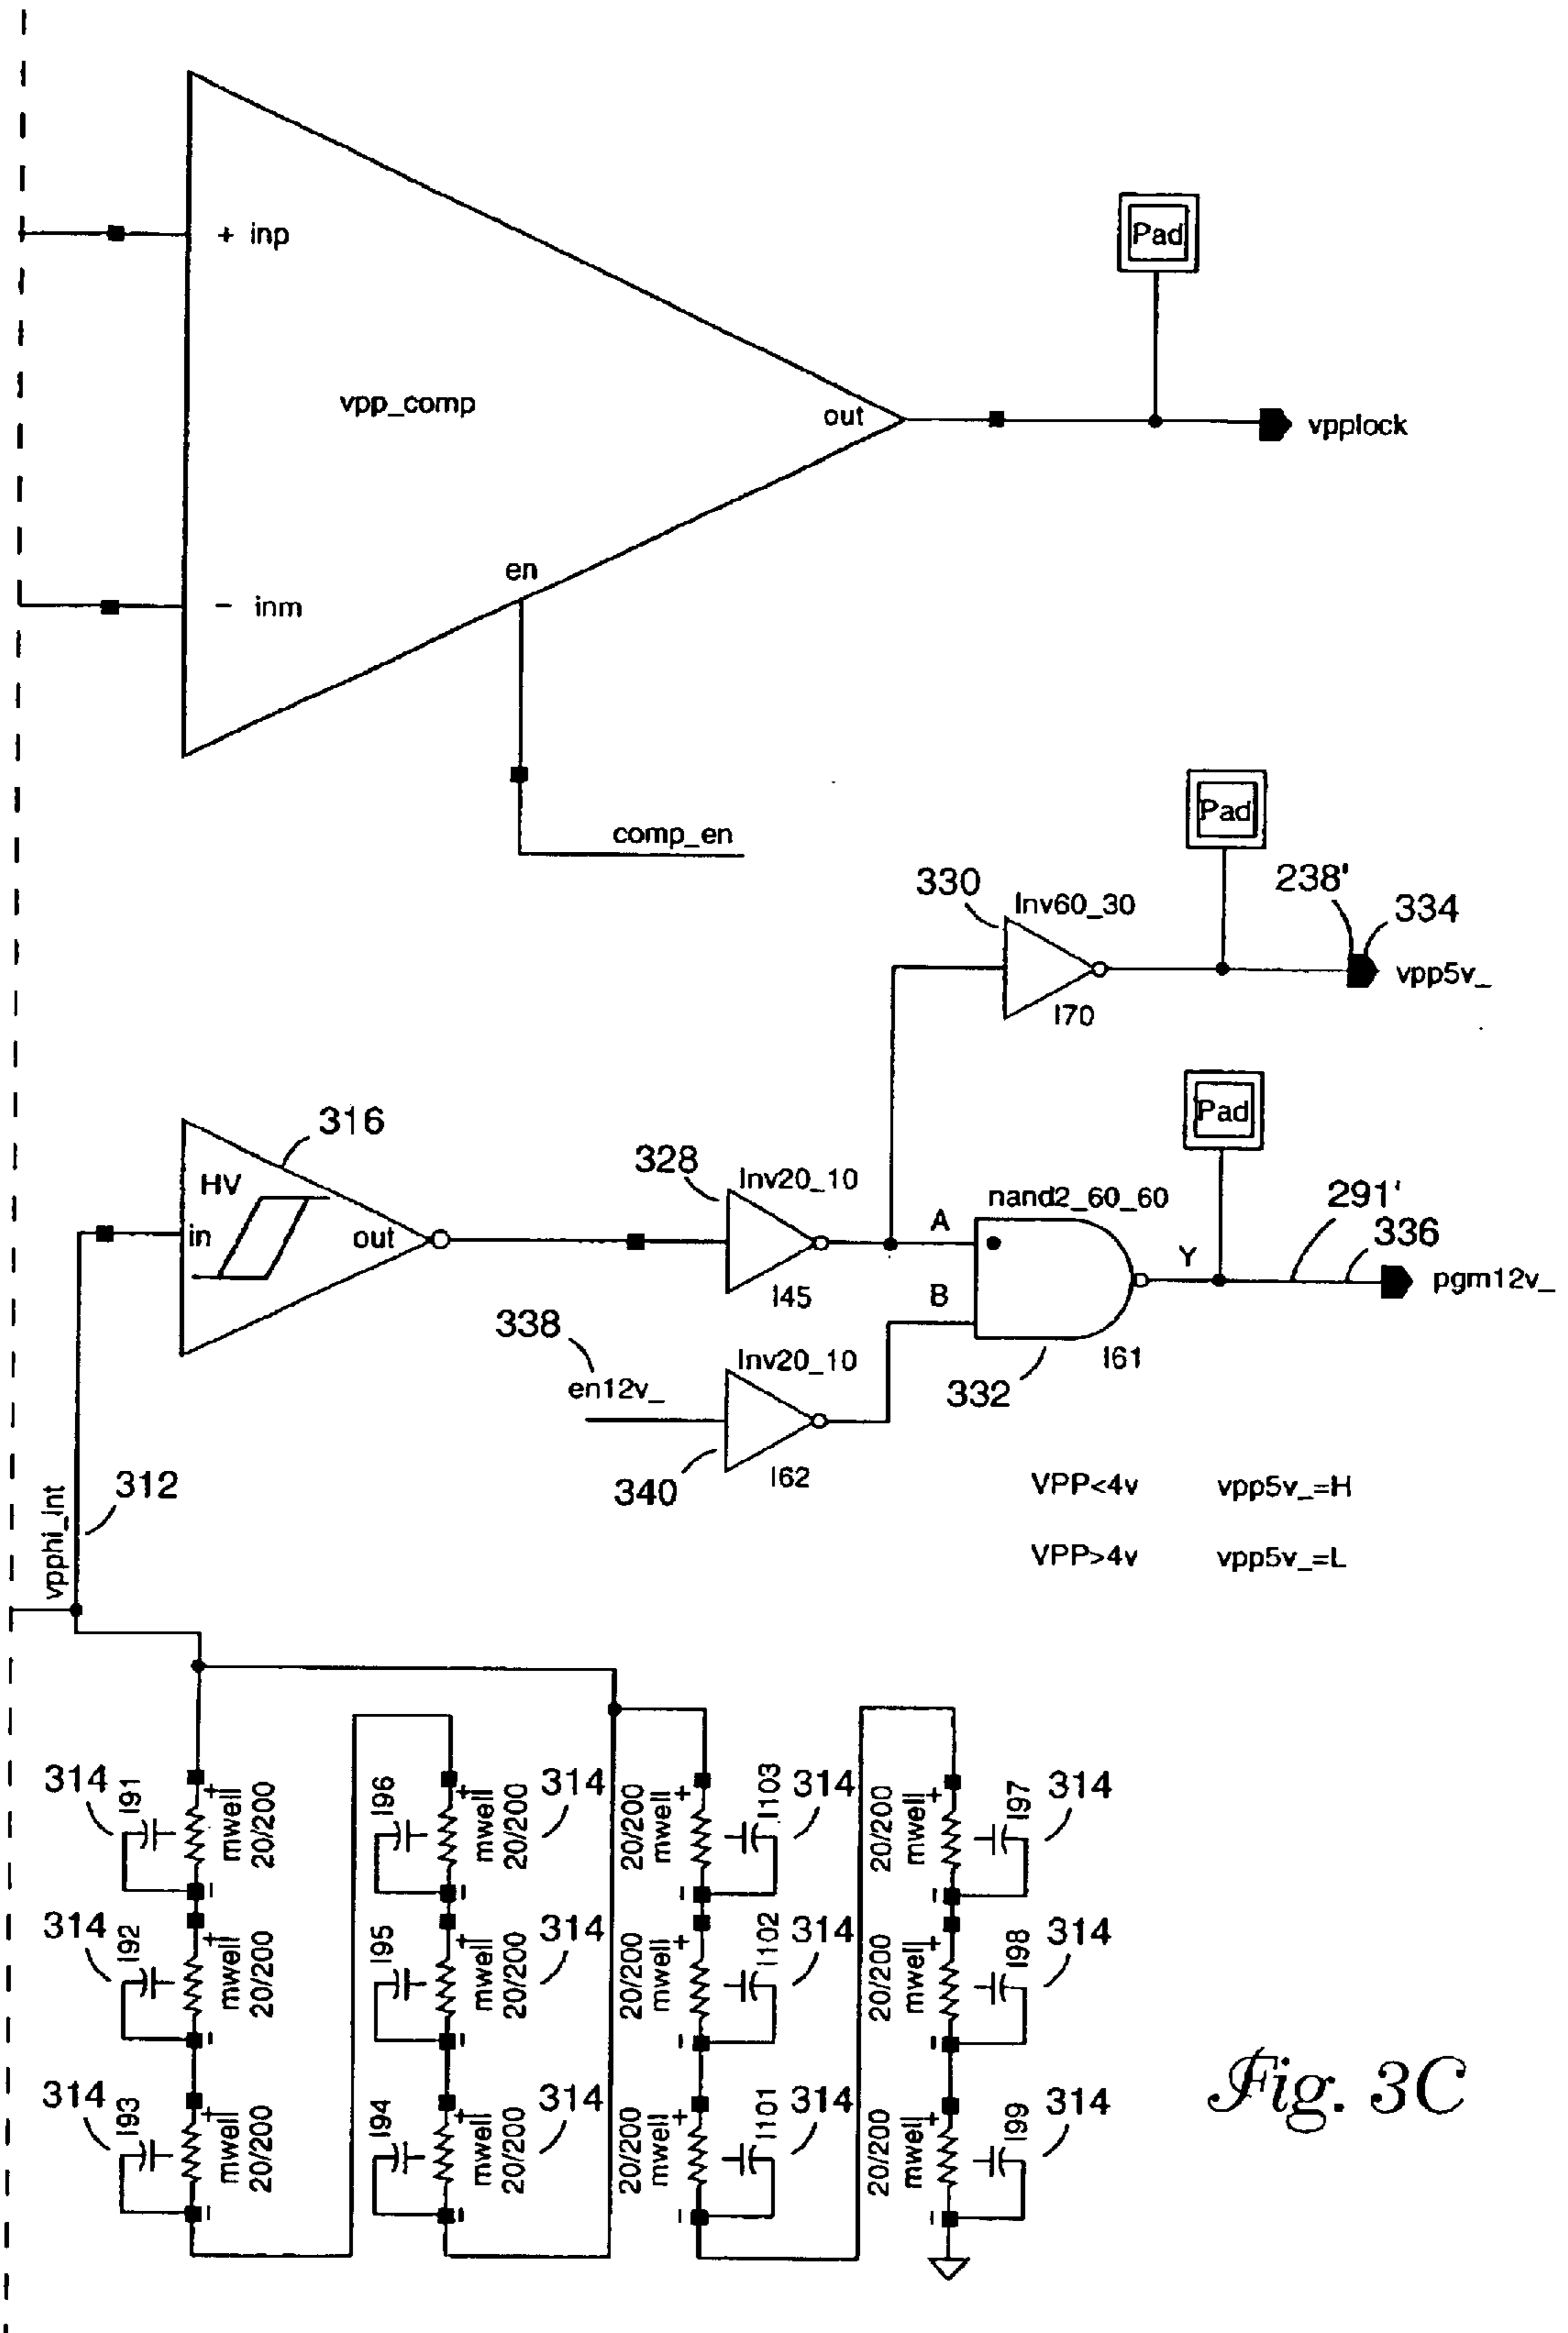 Pad
+ inp
vpp_comp
out
vpplock
en
- inm
comp_en
Pad
330
Inv60_30
238'
334
vpp5v_
I70
316
Pad
HV
in
out
328
Inv20_10
A
nand2_60_60
Y
291'
336
pgm12v_
I45
B
338
en12v_
Inv20_10
332
I61
340
I62
vpphi_int
312
VPP<4v vpp5v_=H
VPP>4v vpp5v_=L
314 I91 + mwell 20/200 -
I96 + mwell 20/200 314 -
20/200 mwell + I103 314 -
20/200 mwell + I97 314 -
314 I92 + mwell 20/200 -
I95 + mwell 20/200 314 -
20/200 mwell + I102 314 -
20/200 mwell + I98 314 -
314 I93 + mwell 20/200 -
I94 + mwell 20/200 314 -
20/200 mwell + I101 314 -
20/200 mwell + I99 314 -
Fig. 3C